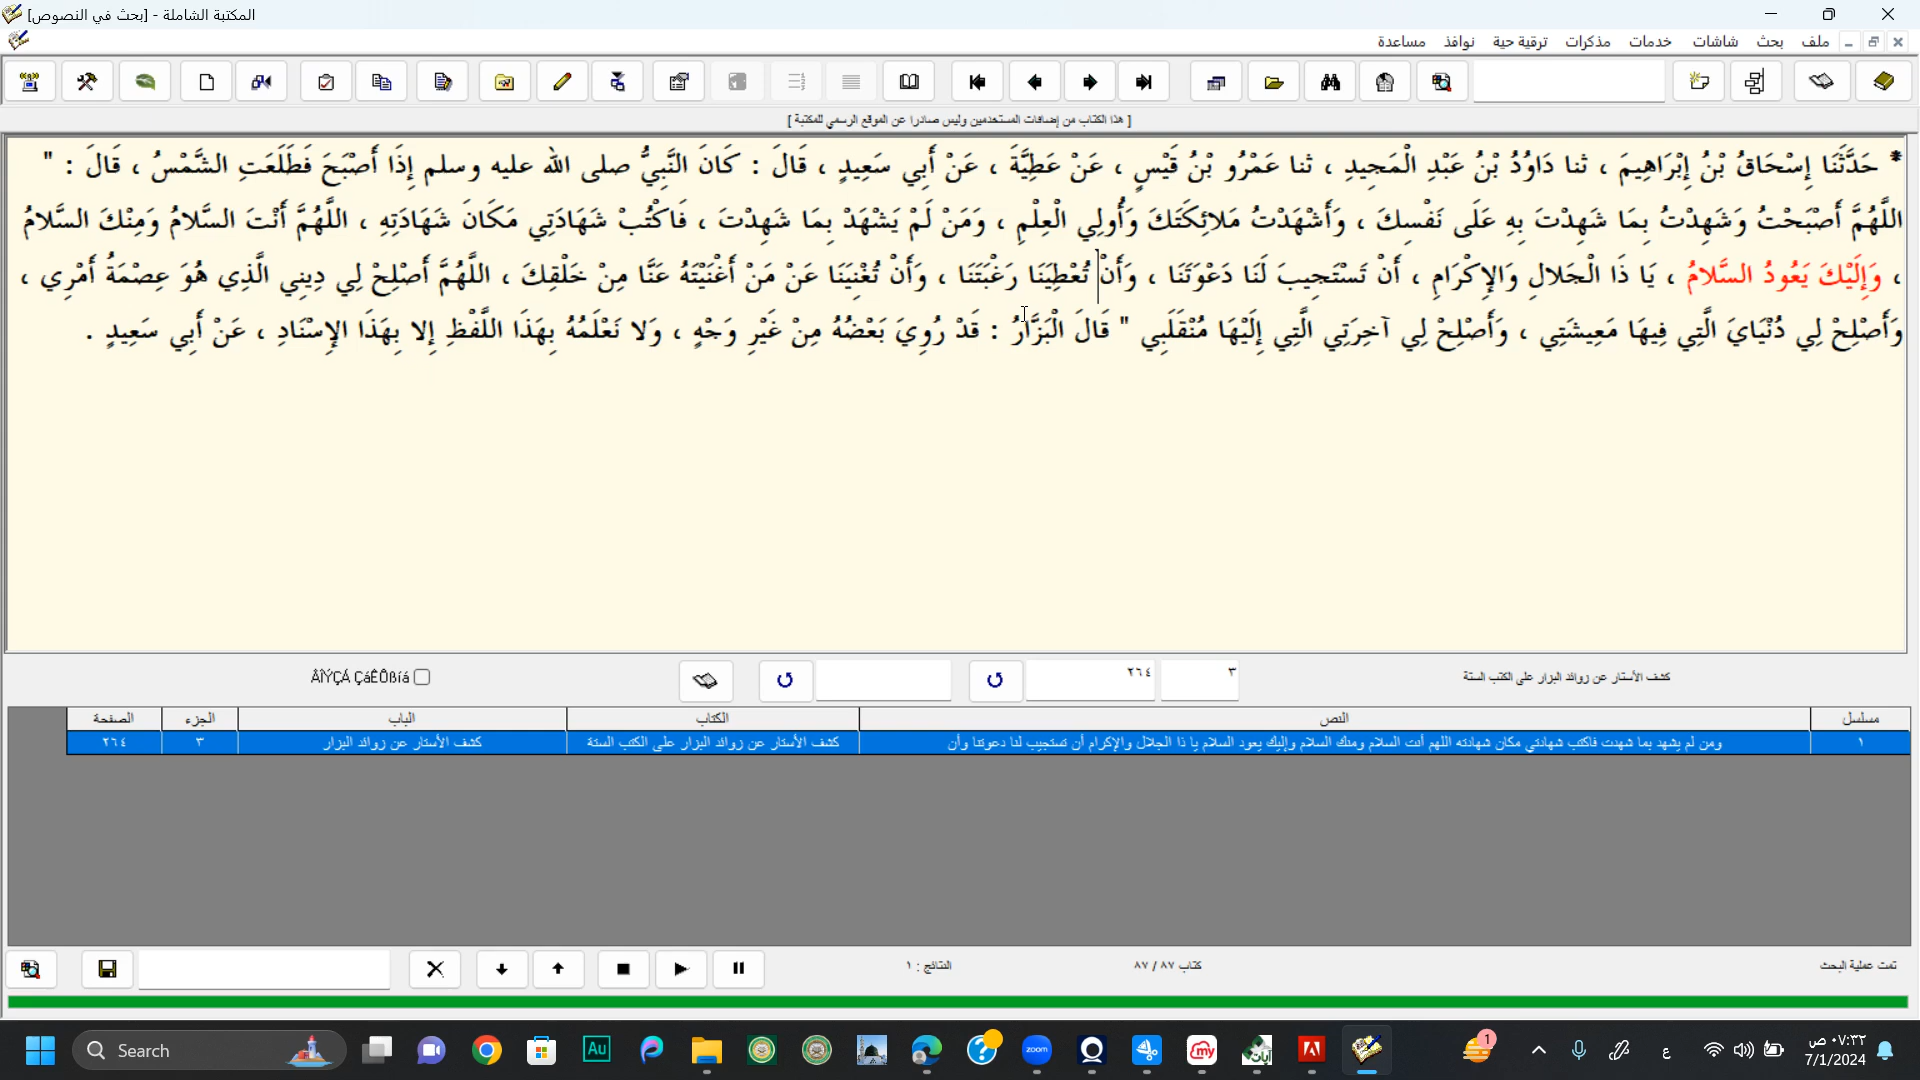 المكتبة الشاملة - [بحث في النصوص]
ملف بحث شاشات خدمات مذكرات ترقية حية نوافذ مساعدة
[ هذا الكتاب من إضافات المستخدمين وليس صادرا عن الموقع الرسمي للمكتبة ]
* حَدَّثَنَا إِسْحَاقُ بْنُ إِبْرَاهِيمَ ، ثنا دَاوُدُ بْنُ عَبْدِ الْمَجِيدِ ، ثنا عَمْرُو بْنُ قَيْسٍ ، عَنْ عَطِيَّةَ ، عَنْ أَبِي سَعِيدٍ ، قَالَ : كَانَ النَّبِيُّ صلى الله عليه وسلم إِذَا أَصْبَحَ فَطَلَعَتِ الشَّمْسُ ، قَالَ : "
اللَّهُمَّ أَصْبَحْتُ وَشَهِدْتُ بِمَا شَهِدْتَ بِهِ عَلَى نَفْسِكَ ، وَأَشْهَدْتُ مَلائِكَتَكَ وَأُولِي الْعِلْمِ ، وَمَنْ لَمْ يَشْهَدْ بِمَا شَهِدْتَ ، فَاكْتُبْ شَهَادَتِي مَكَانَ شَهَادَتِهِ ، اللَّهُمَّ أَنْتَ السَّلامُ وَمِنْكَ السَّلامُ
، وَإِلَيْكَ يَعُودُ السَّلامُ ، يَا ذَا الْجَلالِ وَالإِكْرَامِ ، أَنْ تَسْتَجِيبَ لَنَا دَعْوَتَنَا ، وَأَنْ تُعْطِيَنَا رَغْبَتَنَا ، وَأَنْ تُغْنِيَنَا عَنْ مَنْ أَغْنَيْتَهُ عَنَّا مِنْ خَلْقِكَ ، اللَّهُمَّ أَصْلِحْ لِي دِينِي الَّذِي هُوَ عِصْمَةُ أَمْرِي ،
وَأَصْلِحْ لِي دُنْيَايَ الَّتِي فِيهَا مَعِيشَتِي ، وَأَصْلِحْ لِي آخِرَتِي الَّتِي إِلَيْهَا مُنْقَلَبِي " قَالَ الْبَزَّارُ : قَدْ رُوِيَ بَعْضُهُ مِنْ غَيْرِ وَجْهٍ ، وَلا نَعْلَمُهُ بِهَذَا اللَّفْظِ إِلا بِهَذَا الإِسْنَادِ ، عَنْ أَبِي سَعِيدٍ .
كشف الأستار عن زوائد البزار على الكتب الستة ٣ ٢٦٤ ÅÎÝÇÁ ÇáÊÔßíá
مسلسل النص الكتاب الباب الجزء الصفحة
١ ومن لم يشهد بما شهدت فاكتب شهادتي مكان شهادته اللهم أنت السلام ومنك السلام وإليك يعود السلام يا ذا الجلال والإكرام أن تستجيب لنا دعوتنا وأن كشف الأستار عن زوائد البزار على الكتب الستة كشف الأستار عن زوائد البزار ٣ ٢٦٤
تمت عملية البحث كتاب ٨٧ / ٨٧ النتائج : ١
Search Au zoom my آيات 1 ع ٠٧:٣٢ ص
7/1/2024